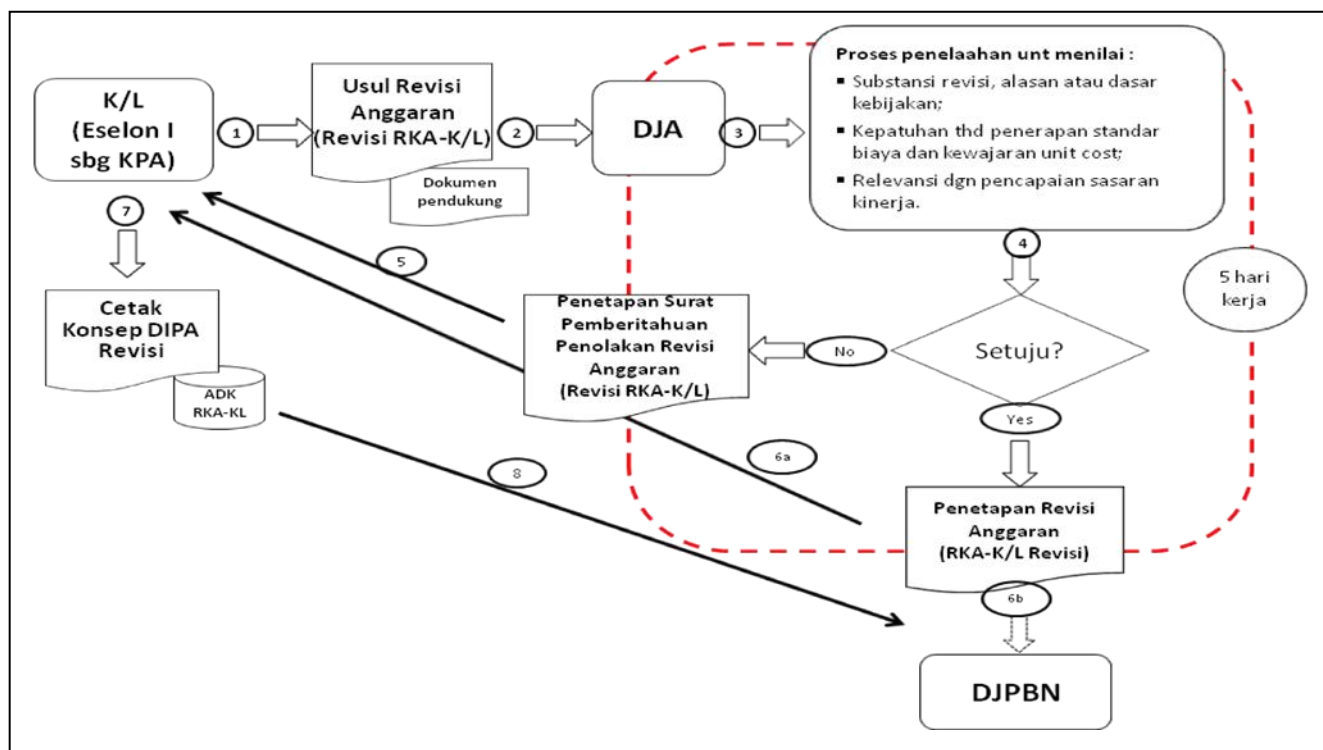 K/L
(Eselon I
sbg KPA)
1
Usul Revisi
Anggaran
(Revisi RKA-K/L)
Dokumen
pendukung
2
DJA
3
Proses penelaahan unt menilai :
▪ Substansi revisi, alasan atau dasar
kebijakan;
▪ Kepatuhan thd penerapan standar
biaya dan kewajaran unit cost;
▪ Relevansi dgn pencapaian sasaran
kinerja.
4
5 hari
kerja
Setuju?
No
Yes
Penetapan Surat
Pemberitahuan
Penolakan Revisi
Anggaran
(Revisi RKA-K/L)
5
6a
Penetapan Revisi
Anggaran
(RKA-K/L Revisi)
6b
DJPBN
7
Cetak
Konsep DIPA
Revisi
ADK
RKA-KL
8